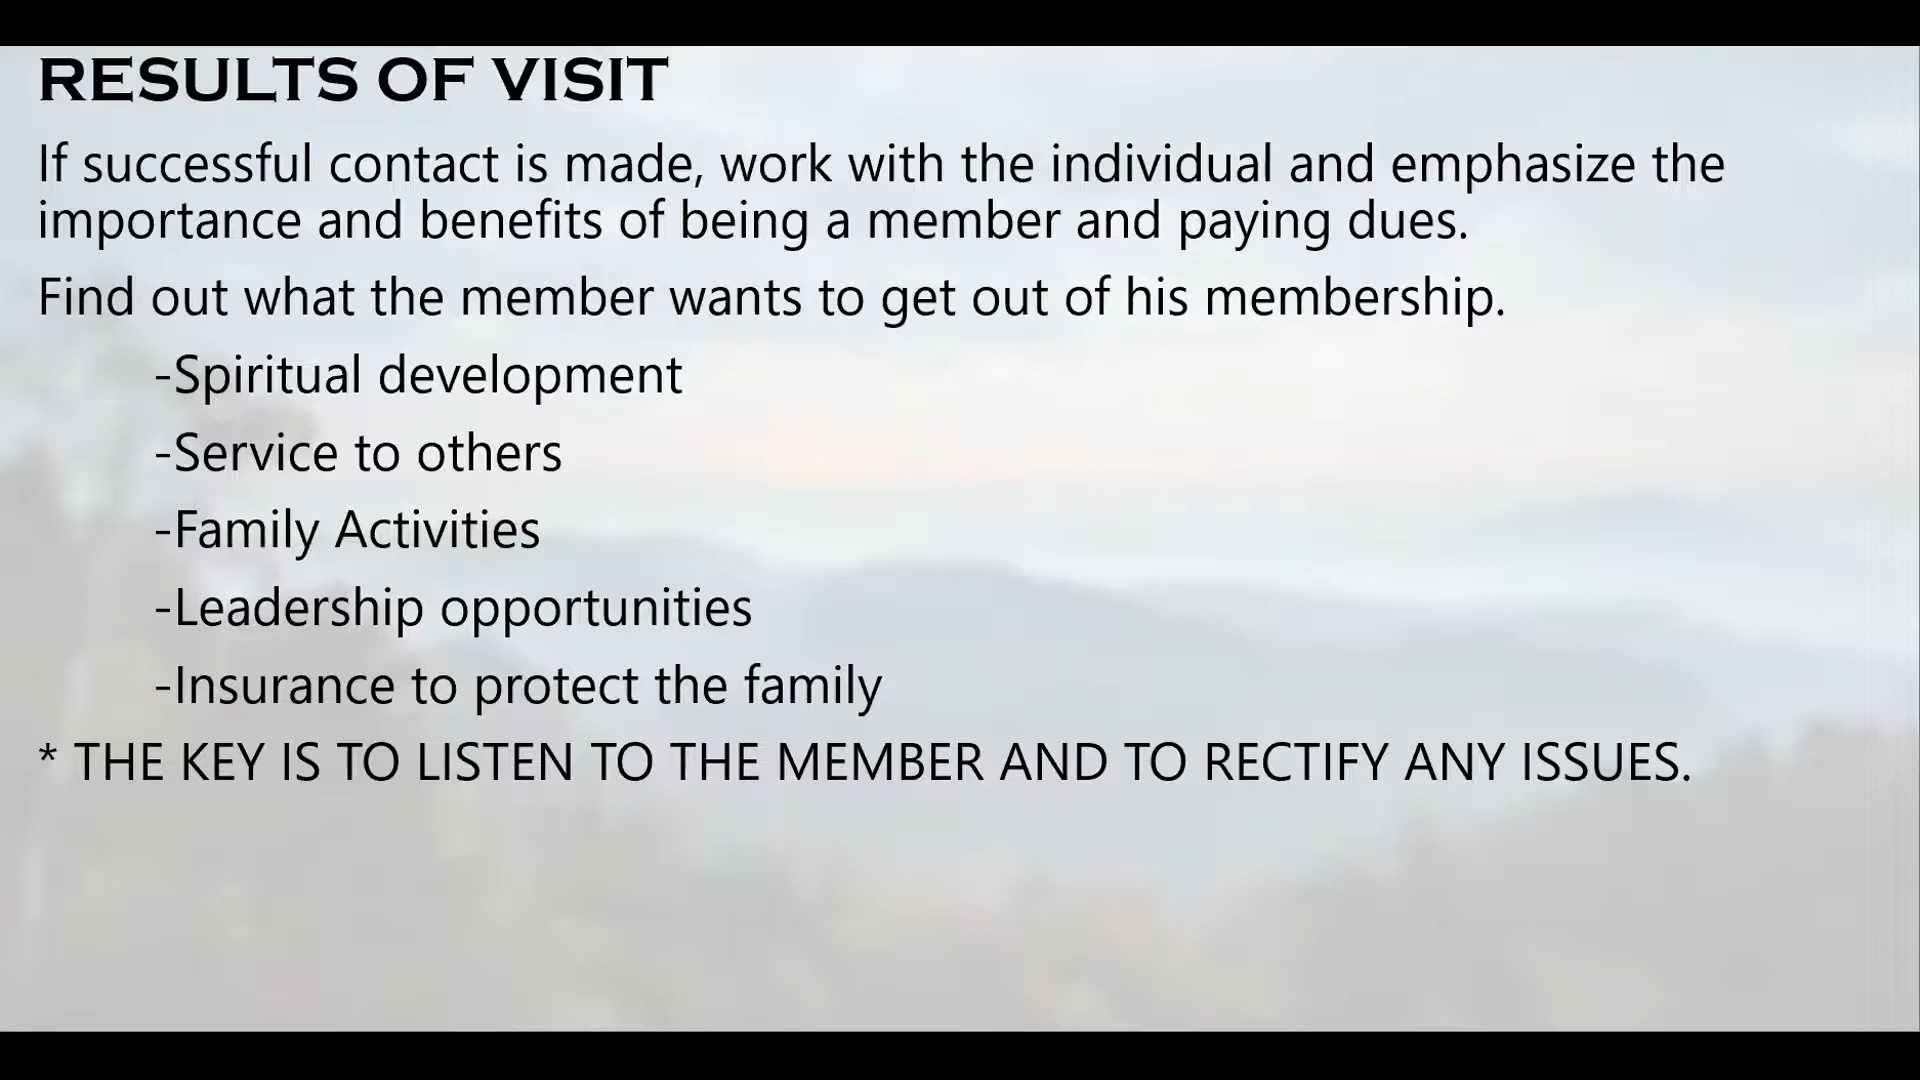 RESULTS OF VISIT
If successful contact is made, work with the individual and emphasize the
importance and benefits of being a member and paying dues.
Find out what the member wants to get out of his membership.
-Spiritual development
-Service to others
-Family Activities
-Leadership opportunities
-Insurance to protect the family
* THE KEY IS TO LISTEN TO THE MEMBER AND TO RECTIFY ANY ISSUES.